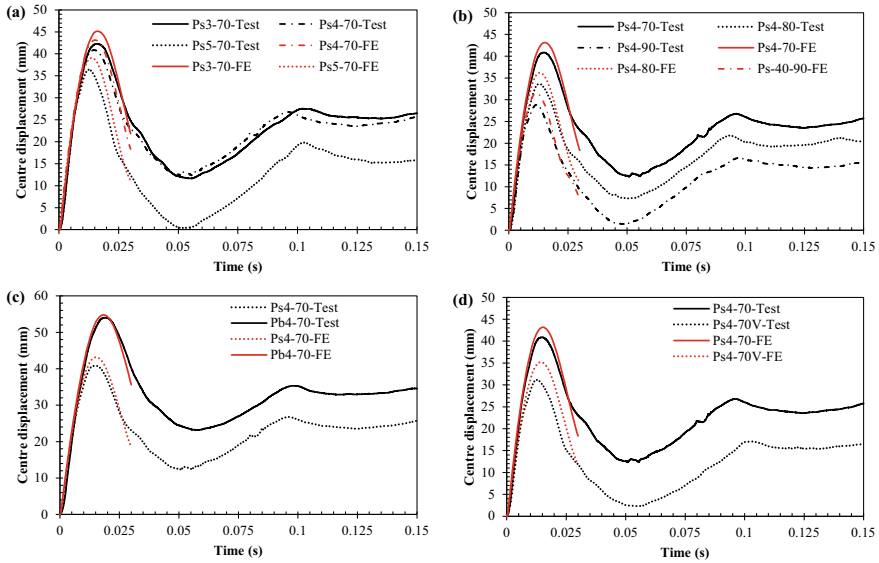 (a)
Ps3-70-Test Ps4-70-Test
Ps5-70-Test Ps4-70-FE
Ps3-70-FE Ps5-70-FE
50
45
40
35
30
25
20
15
10
5
0
Centre displacement (mm)
0 0.025 0.05 0.075 0.1 0.125 0.15
Time (s)
(b)
Ps4-70-Test Ps4-80-Test
Ps4-90-Test Ps4-70-FE
Ps4-80-FE Ps-40-90-FE
50
45
40
35
30
25
20
15
10
5
0
Centre displacement (mm)
0 0.025 0.05 0.075 0.1 0.125 0.15
Time (s)
(c)
Ps4-70-Test
Pb4-70-Test
Ps4-70-FE
Pb4-70-FE
60
50
40
30
20
10
0
Centre displacement (mm)
0 0.025 0.05 0.075 0.1 0.125 0.15
Time (s)
(d)
Ps4-70-Test
Ps4-70V-Test
Ps4-70-FE
Ps4-70V-FE
50
45
40
35
30
25
20
15
10
5
0
Centre displacement (mm)
0 0.025 0.05 0.075 0.1 0.125 0.15
Time (s)